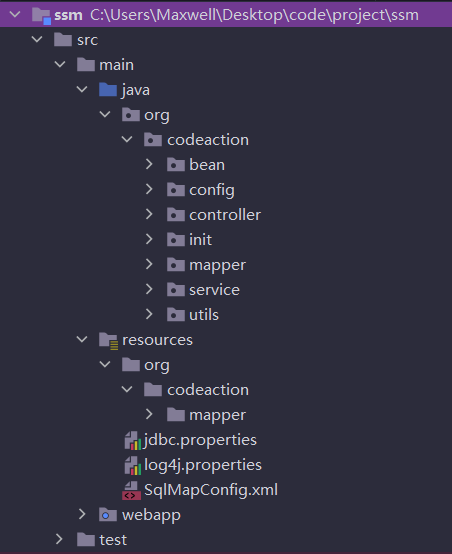 ssm C:\Users\Maxwell\Desktop\code\project\ssm
src
main
java
org
codeaction
bean
config
controller
init
mapper
service
utils
resources
org
codeaction
mapper
jdbc.properties
log4j.properties
SqlMapConfig.xml
webapp
test